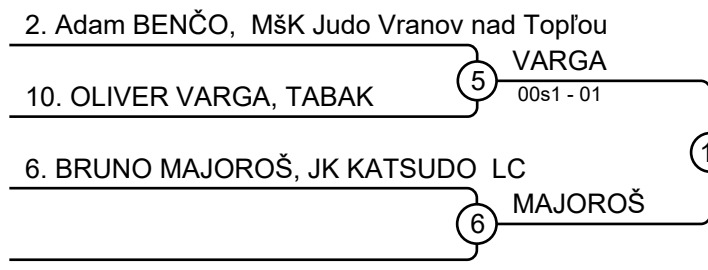 2. Adam BENČO, MšK Judo Vranov nad Topľou
VARGA
5
00s1 - 01
10. OLIVER VARGA, TABAK
6. BRUNO MAJOROŠ, JK KATSUDO LC
MAJOROŠ
6